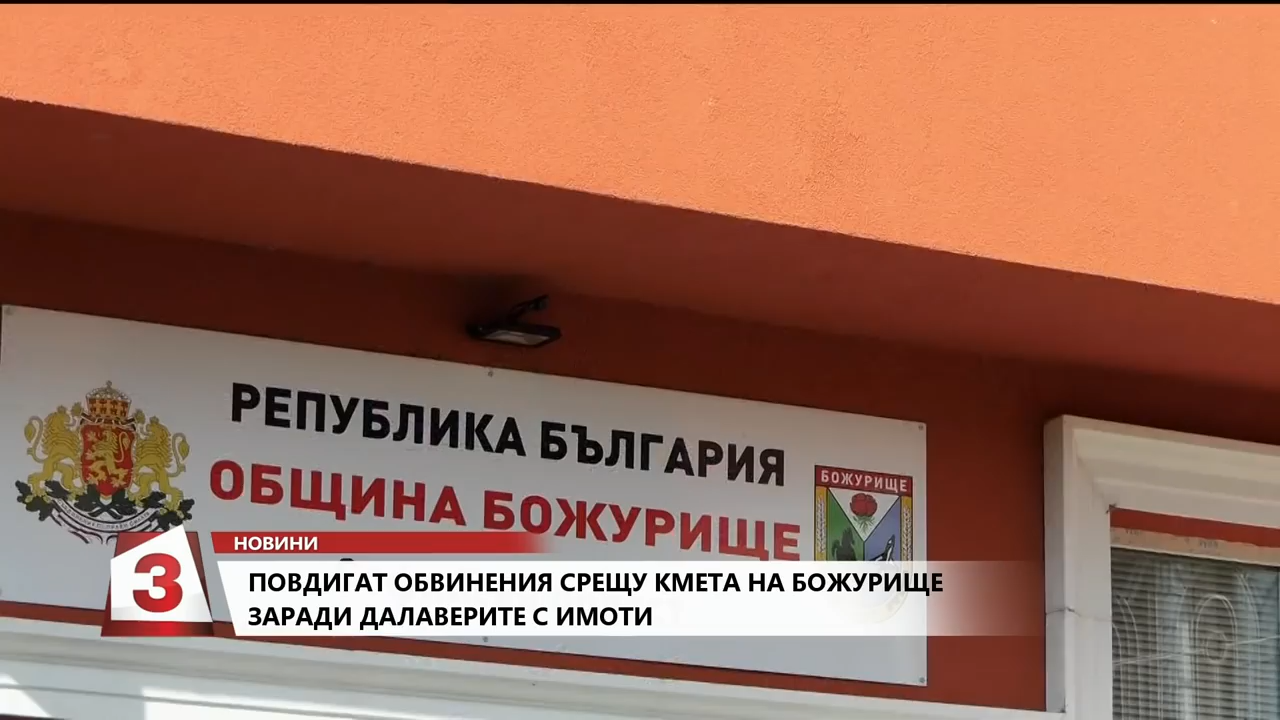 РЕПУБЛИКА БЪЛГАРИЯ
ОБЩИНА БОЖУРИЩЕ
БОЖУРИЩЕ
3
НОВИНИ
ПОВДИГАТ ОБВИНЕНИЯ СРЕЩУ КМЕТА НА БОЖУРИЩЕ
ЗАРАДИ ДАЛАВЕРИТЕ С ИМОТИ